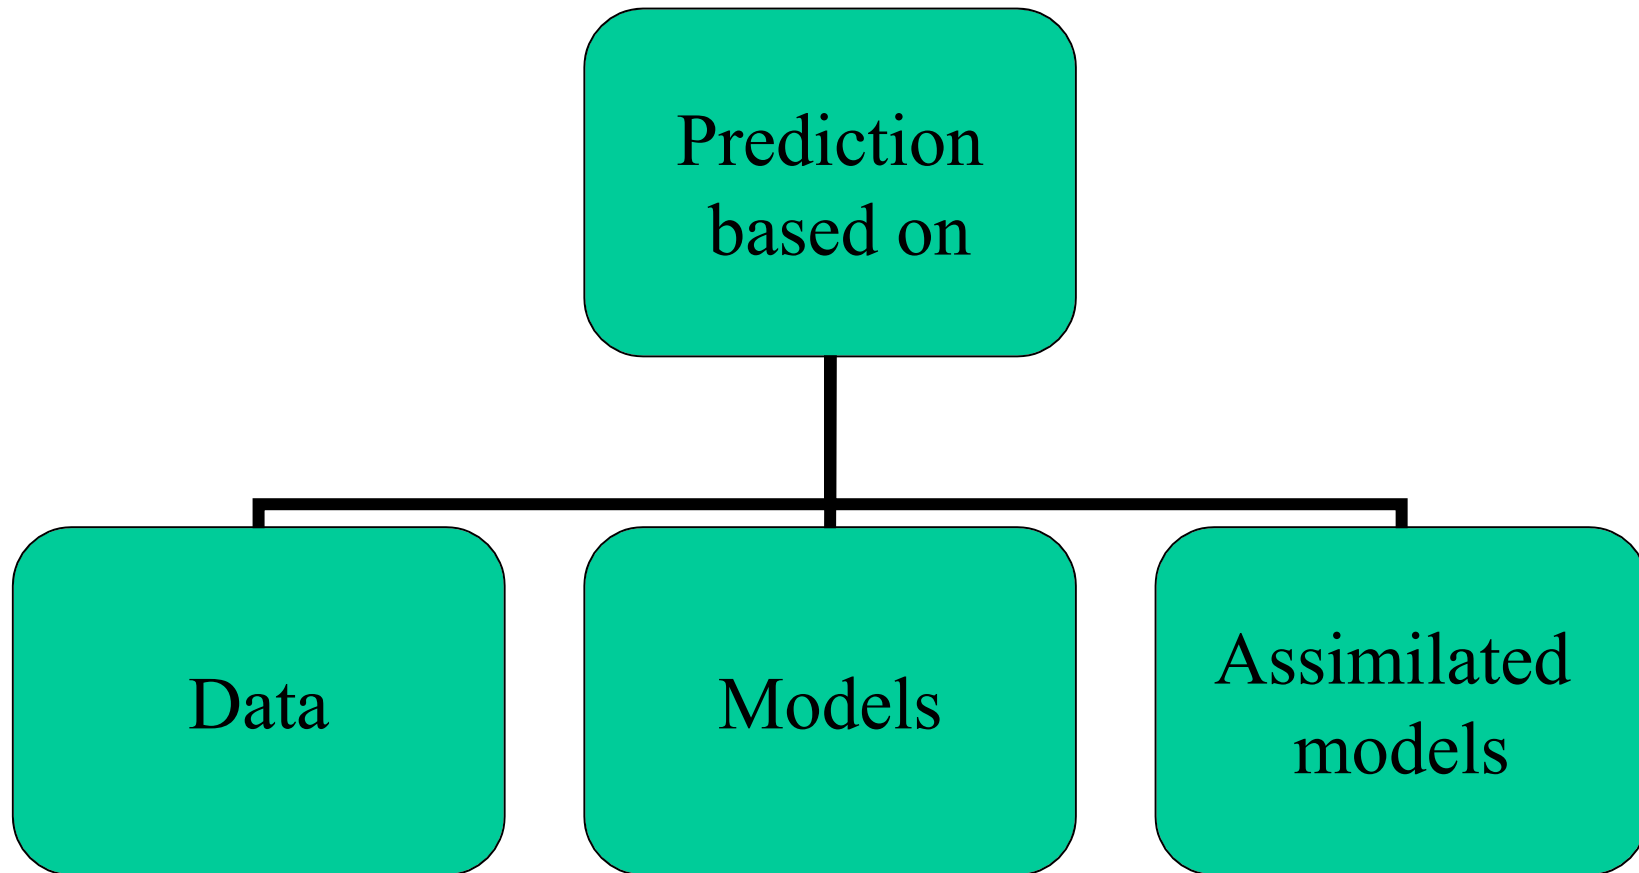 Prediction
based on
Data
Models
Assimilated
models